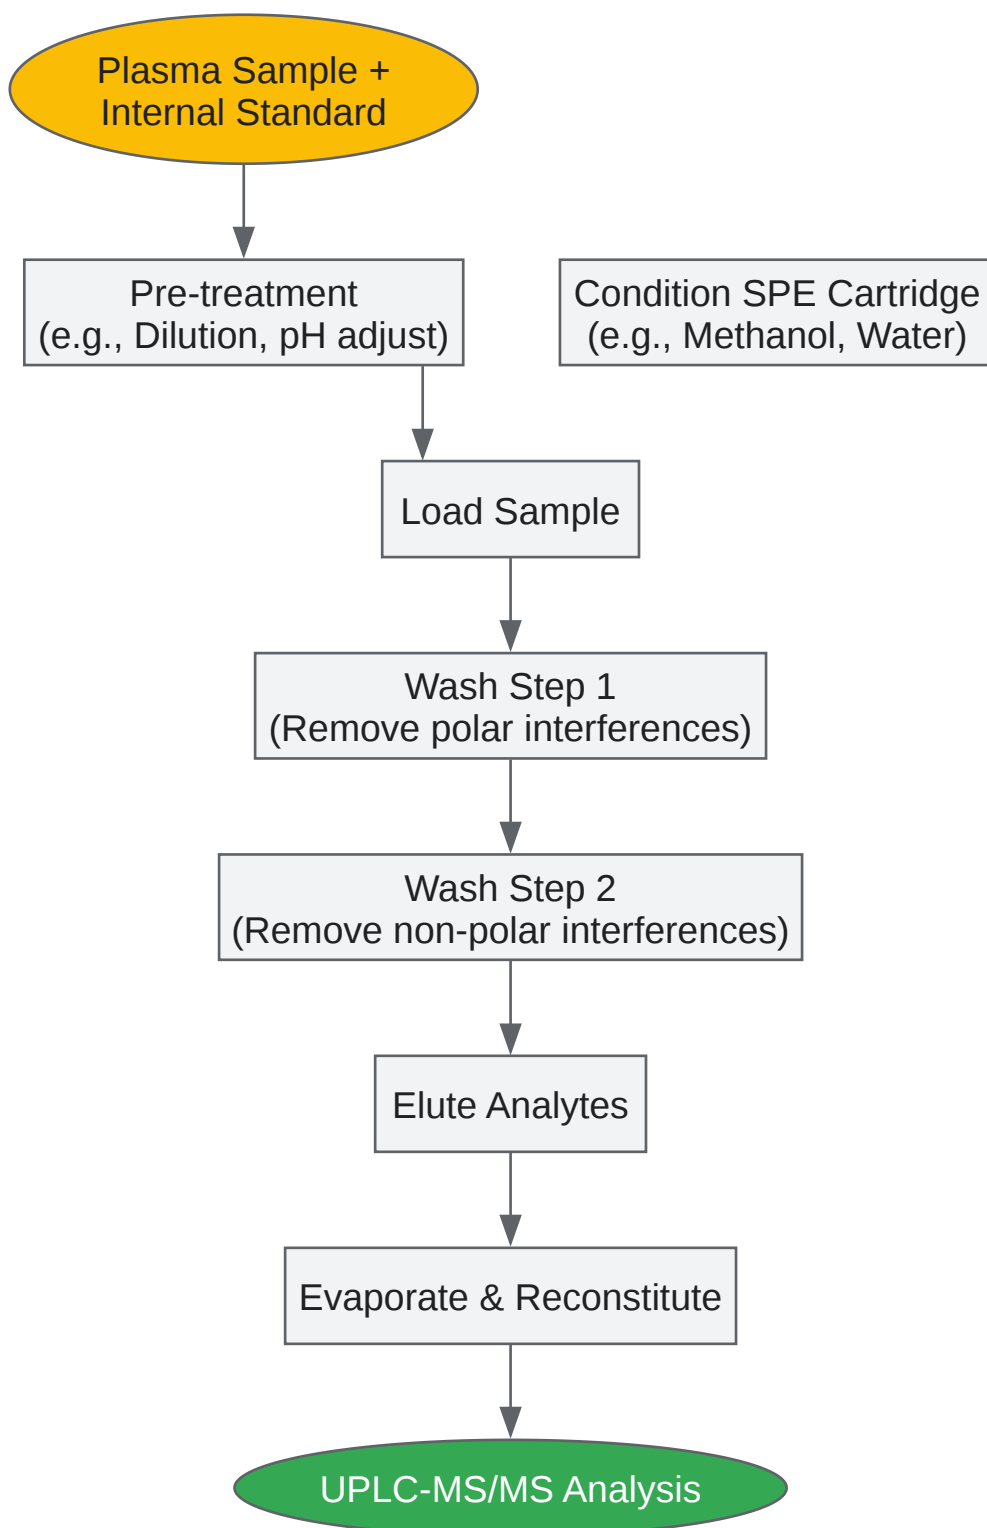 Plasma Sample +
Internal Standard
Pre-treatment
(e.g., Dilution, pH adjust)
Condition SPE Cartridge
(e.g., Methanol, Water)
Load Sample
Wash Step 1
(Remove polar interferences)
Wash Step 2
(Remove non-polar interferences)
Elute Analytes
Evaporate & Reconstitute
UPLC-MS/MS Analysis